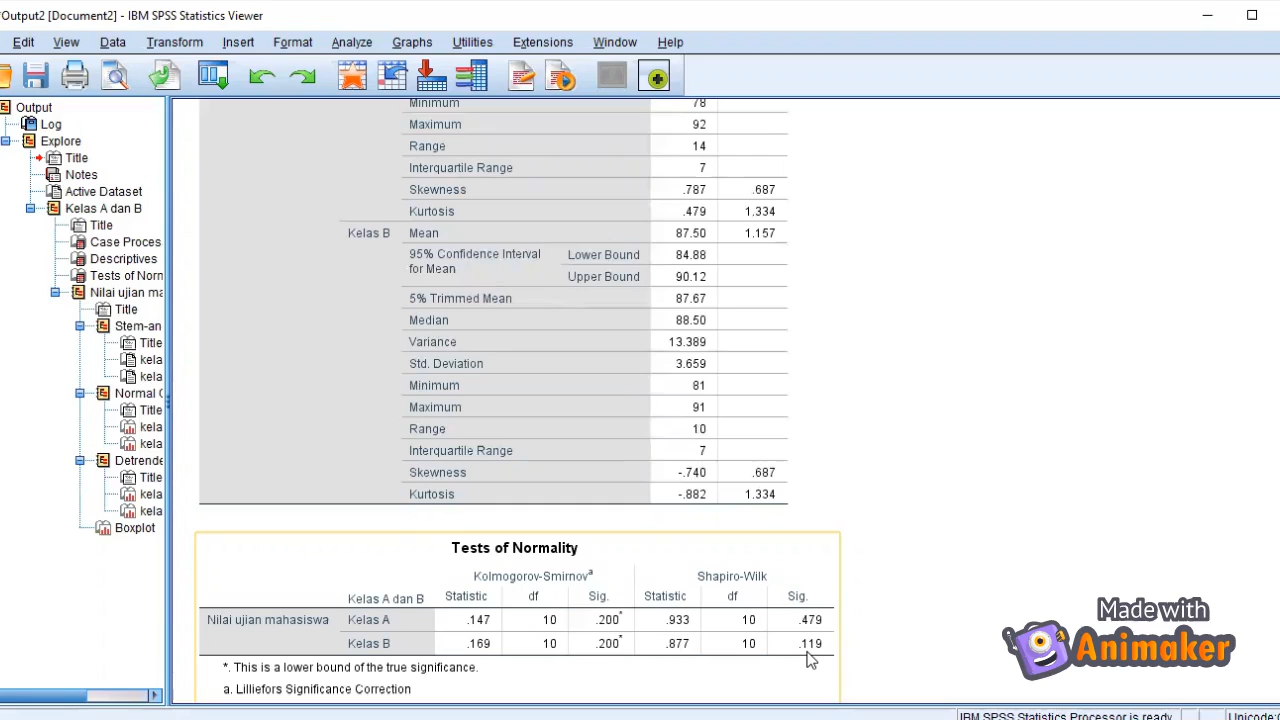 Output2 [Document2] - IBM SPSS Statistics Viewer
Edit View Data Transform Insert Format Analyze Graphs Utilities Extensions Window Help
Output
Log
Explore
Title
Notes
Active Dataset
Kelas A dan B
Title
Case Proces
Descriptives
Tests of Norn
Nilai ujian ma
Title
Stem-an
Title
kela
kela
Normal
Title
kela
kela
Detrende
Title
kela
kela
Boxplot
Minimum 78
Maximum 92
Range 14
Interquartile Range 7
Skewness .787 .687
Kurtosis .479 1.334
Kelas B Mean 87.50 1.157
95% Confidence Interval for Mean Lower Bound 84.88
Upper Bound 90.12
5% Trimmed Mean 87.67
Median 88.50
Variance 13.389
Std. Deviation 3.659
Minimum 81
Maximum 91
Range 10
Interquartile Range 7
Skewness -.740 .687
Kurtosis -.882 1.334
Tests of Normality
Kolmogorov-Smirnov^a Shapiro-Wilk
Kelas A dan B Statistic df Sig. Statistic df Sig.
Nilai ujian mahasiswa Kelas A .147 10 .200* .933 10 .479
Kelas B .169 10 .200* .877 10 .119
*. This is a lower bound of the true significance.
a. Lilliefors Significance Correction
Made with
Animaker
IBM SPSS Statistics Processor is ready
Unicode: